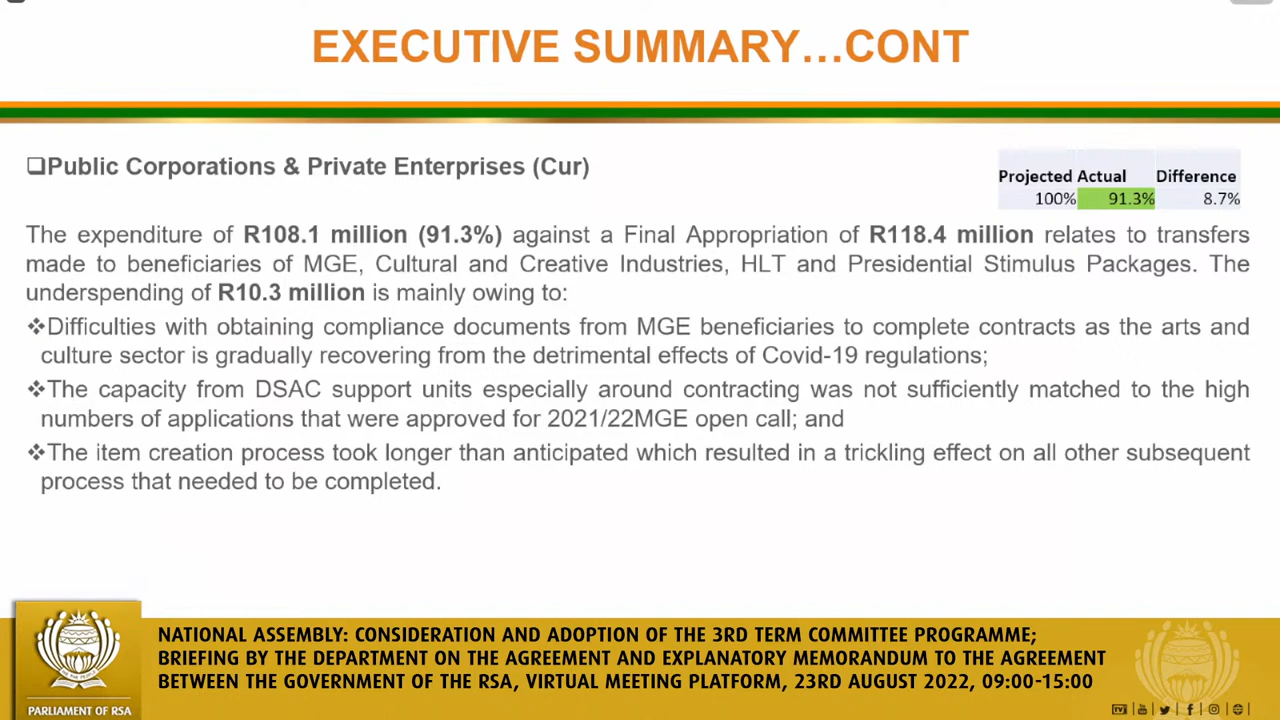 EXECUTIVE SUMMARY...CONT
❑Public Corporations & Private Enterprises (Cur)
Projected Actual Difference
100% 91.3% 8.7%
The expenditure of R108.1 million (91.3%) against a Final Appropriation of R118.4 million relates to transfers
made to beneficiaries of MGE, Cultural and Creative Industries, HLT and Presidential Stimulus Packages. The
underspending of R10.3 million is mainly owing to:
❖Difficulties with obtaining compliance documents from MGE beneficiaries to complete contracts as the arts and
culture sector is gradually recovering from the detrimental effects of Covid-19 regulations;
❖The capacity from DSAC support units especially around contracting was not sufficiently matched to the high
numbers of applications that were approved for 2021/22MGE open call; and
❖The item creation process took longer than anticipated which resulted in a trickling effect on all other subsequent
process that needed to be completed.
NATIONAL ASSEMBLY: CONSIDERATION AND ADOPTION OF THE 3RD TERM COMMITTEE PROGRAMME;
BRIEFING BY THE DEPARTMENT ON THE AGREEMENT AND EXPLANATORY MEMORANDUM TO THE AGREEMENT
BETWEEN THE GOVERNMENT OF THE RSA, VIRTUAL MEETING PLATFORM, 23RD AUGUST 2022, 09:00-15:00
PARLIAMENT OF RSA